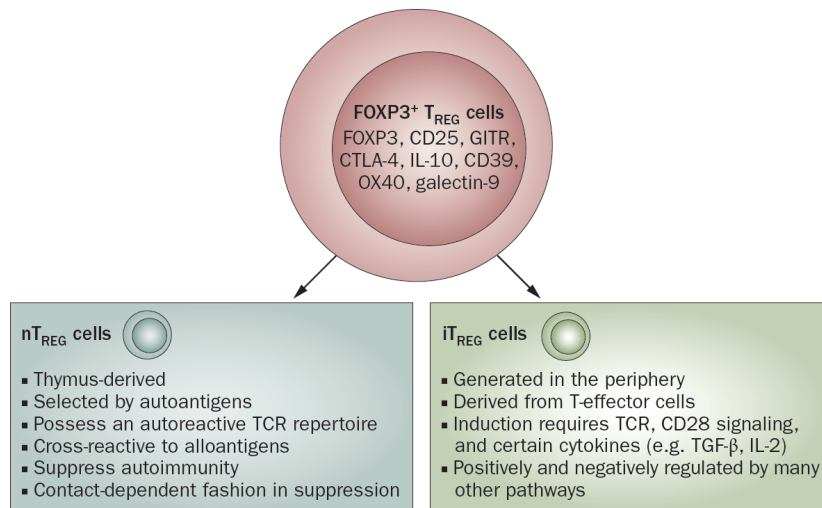 FOXP3⁺ T_REG cells
FOXP3, CD25, GITR,
CTLA-4, IL-10, CD39,
OX40, galectin-9
nT_REG cells
▪ Thymus-derived
▪ Selected by autoantigens
▪ Possess an autoreactive TCR repertoire
▪ Cross-reactive to alloantigens
▪ Suppress autoimmunity
▪ Contact-dependent fashion in suppression
iT_REG cells
▪ Generated in the periphery
▪ Derived from T-effector cells
▪ Induction requires TCR, CD28 signaling,
and certain cytokines (e.g. TGF-β, IL-2)
▪ Positively and negatively regulated by many
other pathways